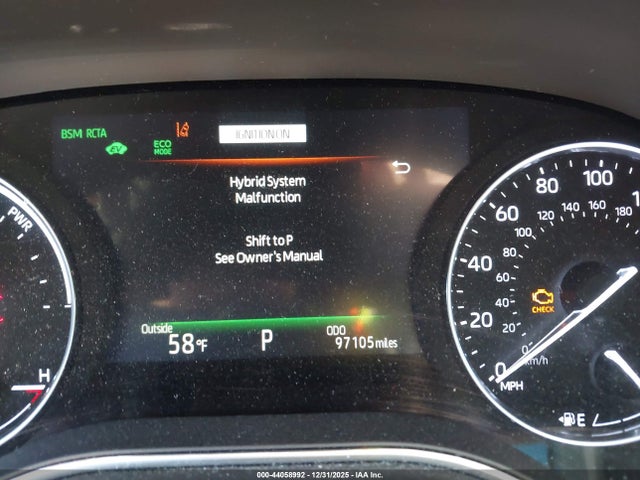 BSM RCTA
IGNITION ON
EV
ECO
MODE
Hybrid System
Malfunction
Shift to P
See Owner's Manual
Outside
58°F
P
ODO
97105 miles
PWR
H
0
20
40
60
80
100
0
20
40
60
80
100
120
140
160
180
km/h
MPH
CHECK
E
000-44058992 - 12/31/2025 - IAA Inc.